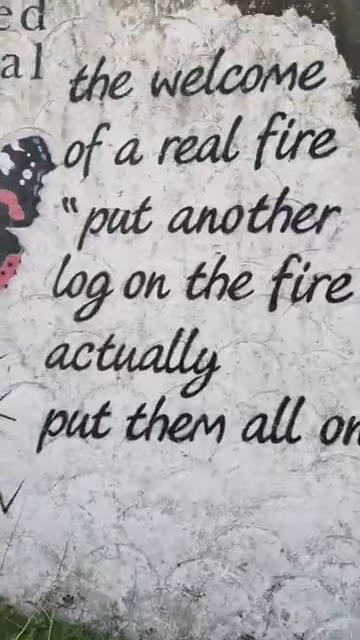 ed
al
the welcome
of a real fire
"put another
log on the fire
actually
put them all on